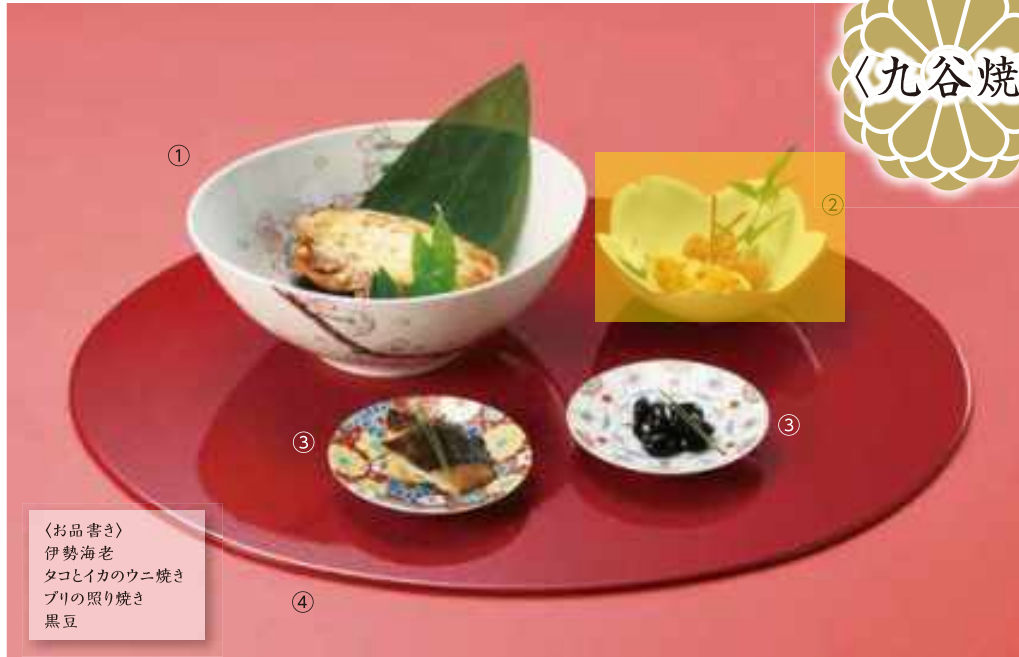 〈九谷焼
①
②
③
③
〈お品書き〉
伊勢海老
タコとイカのウニ焼き
ブリの照り焼き
黒豆
④